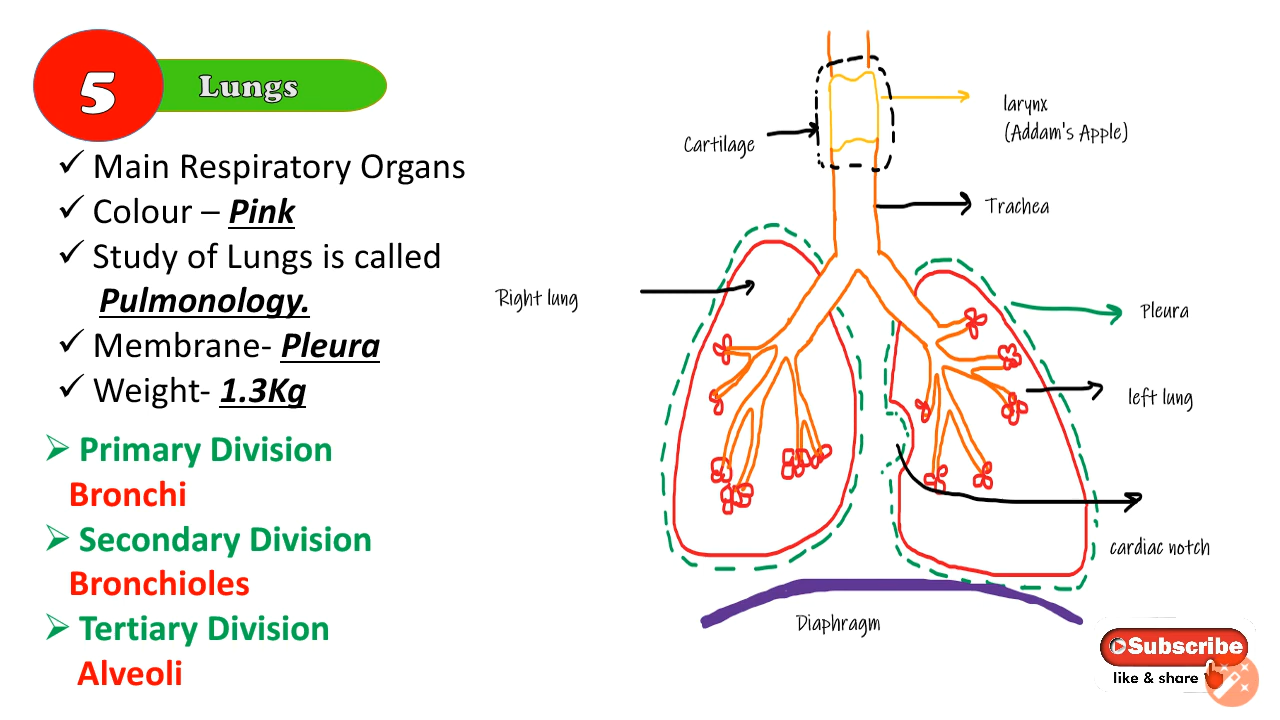 5
Lungs
✓ Main Respiratory Organs
✓ Colour – Pink
✓ Study of Lungs is called
Pulmonology.
✓ Membrane- Pleura
✓ Weight- 1.3Kg
➢ Primary Division
Bronchi
➢ Secondary Division
Bronchioles
➢ Tertiary Division
Alveoli
larynx
(Addam's Apple)
Cartilage
Trachea
Right lung
Pleura
left lung
cardiac notch
Diaphragm
Subscribe
like & share